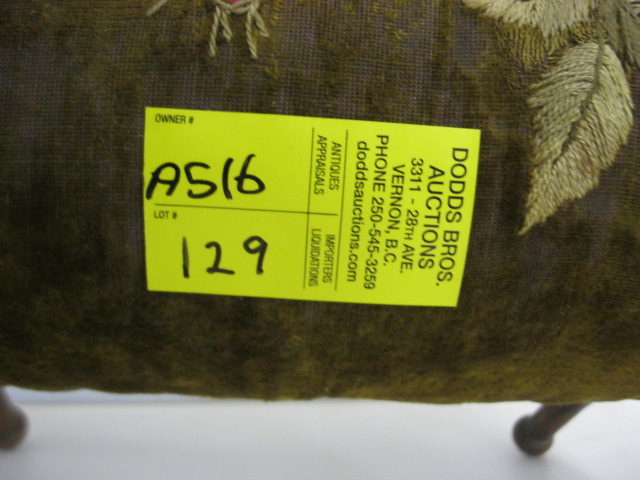 OWNER #
A516
LOT #
129
ANTIQUES
APPRAISALS
IMPORTERS
LIQUIDATIONS
DODDS BROS.
AUCTIONS
3311 - 28TH AVE.
VERNON, B.C.
PHONE 250-545-3259
doddsauctions.com